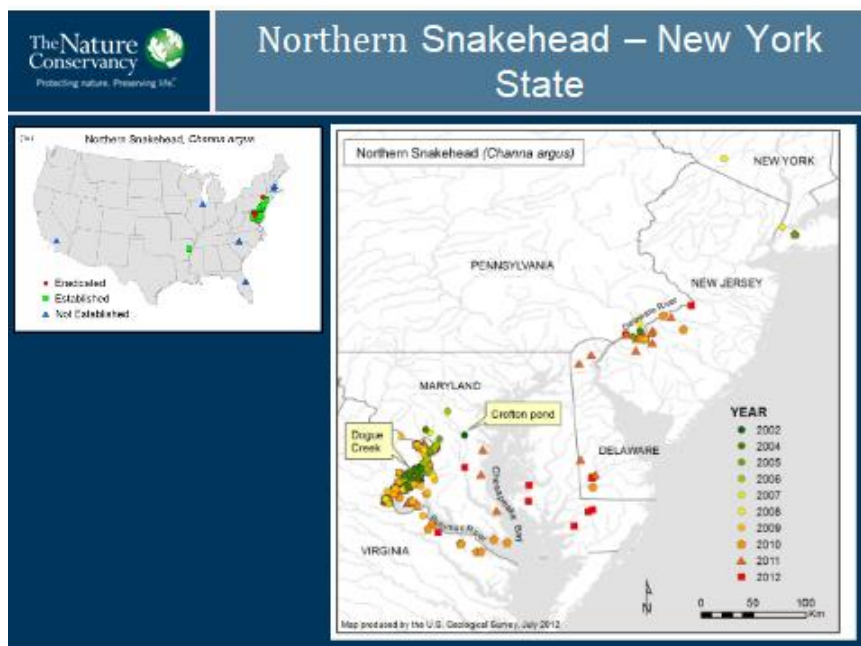 The Nature
Conservancy
Protecting nature. Preserving life.
Northern Snakehead – New York
State
Northern Snakehead, Channa argus
Eradicated
Established
Not Established
Northern Snakehead (Channa argus)
NEW YORK
PENNSYLVANIA
NEW JERSEY
Delaware River
MARYLAND
Crofton pond
Dogue
Creek
YEAR
2002
2004
2005
2006
2007
2008
2009
2010
2011
2012
DELAWARE
Chesapeake Bay
Potomac River
VIRGINIA
N
0 50 100
Km
Map produced by the U.S. Geological Survey, July 2012